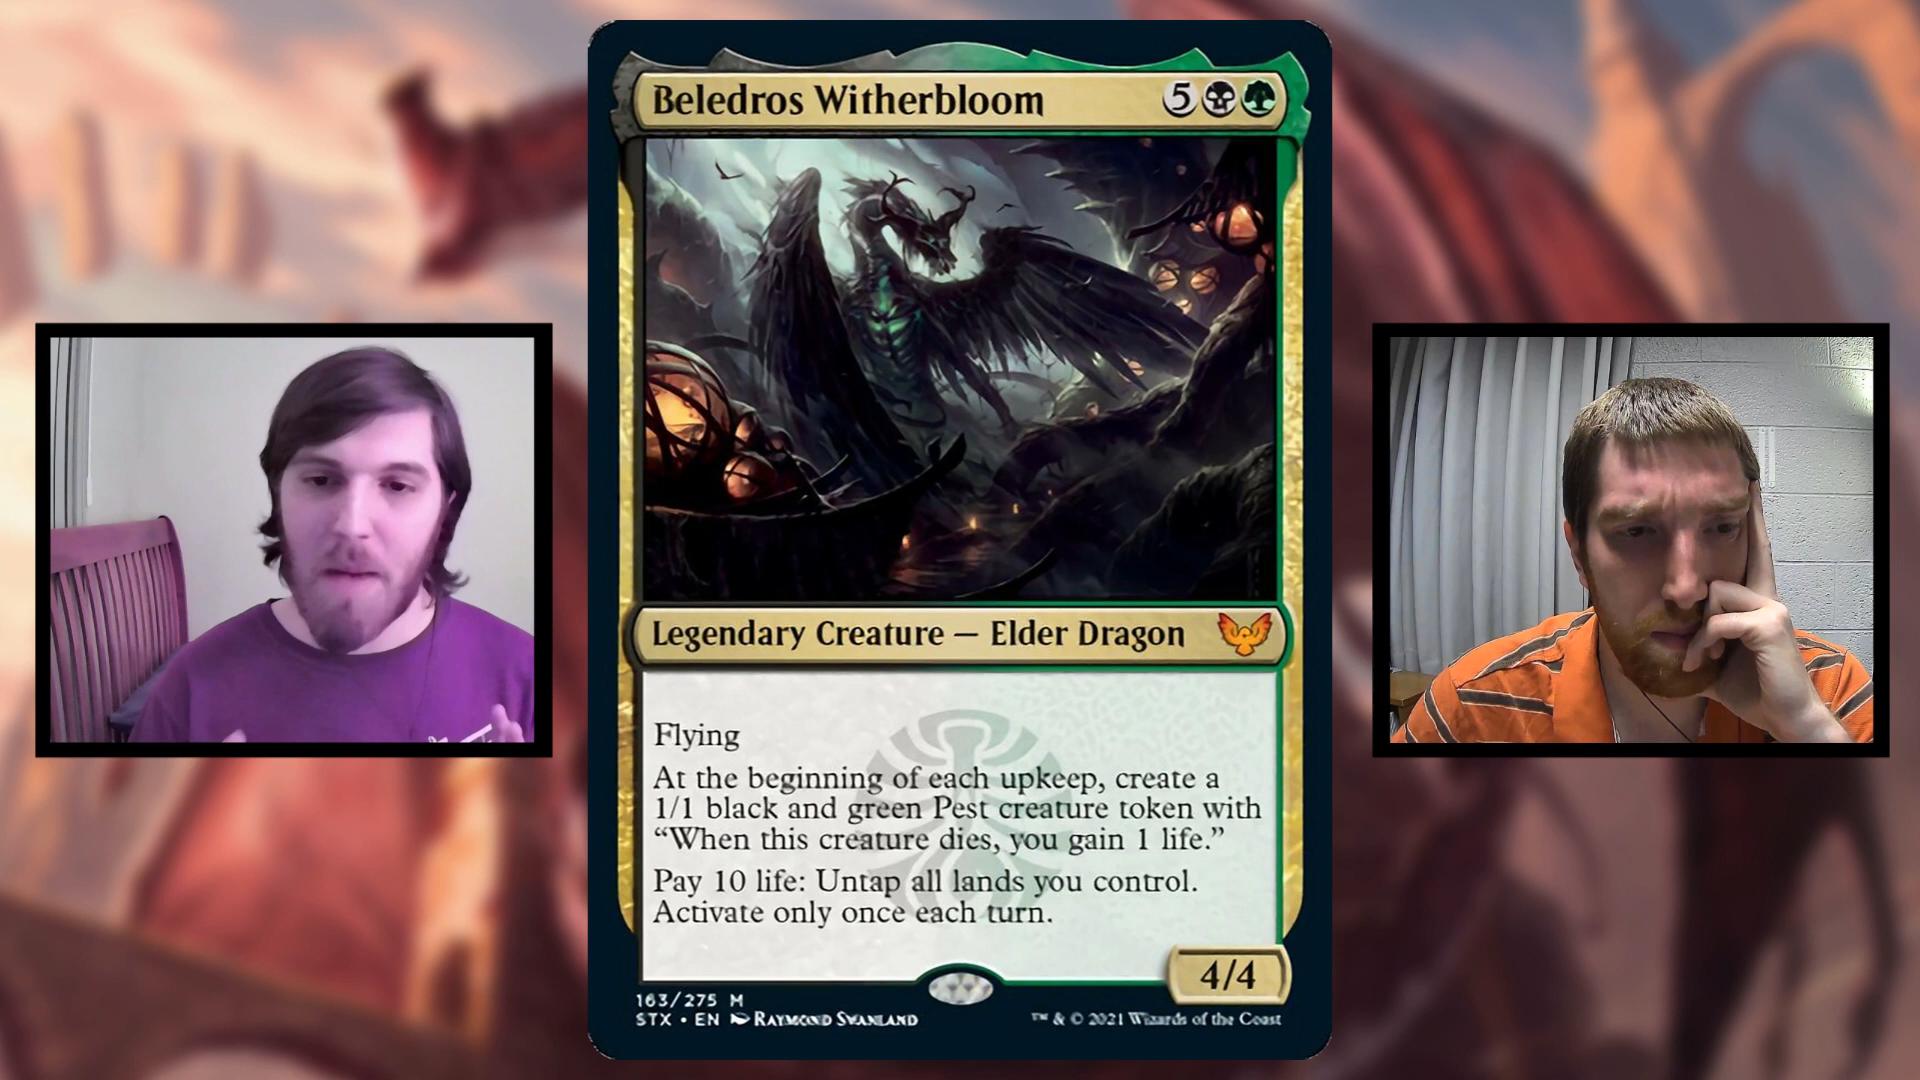 Beledros Witherbloom 5
Legendary Creature — Elder Dragon
Flying
At the beginning of each upkeep, create a
1/1 black and green Pest creature token with
“When this creature dies, you gain 1 life.”
Pay 10 life: Untap all lands you control.
Activate only once each turn.
4/4
163/275 M
STX • EN Raymond Swanland
™ & © 2021 Wizards of the Coast